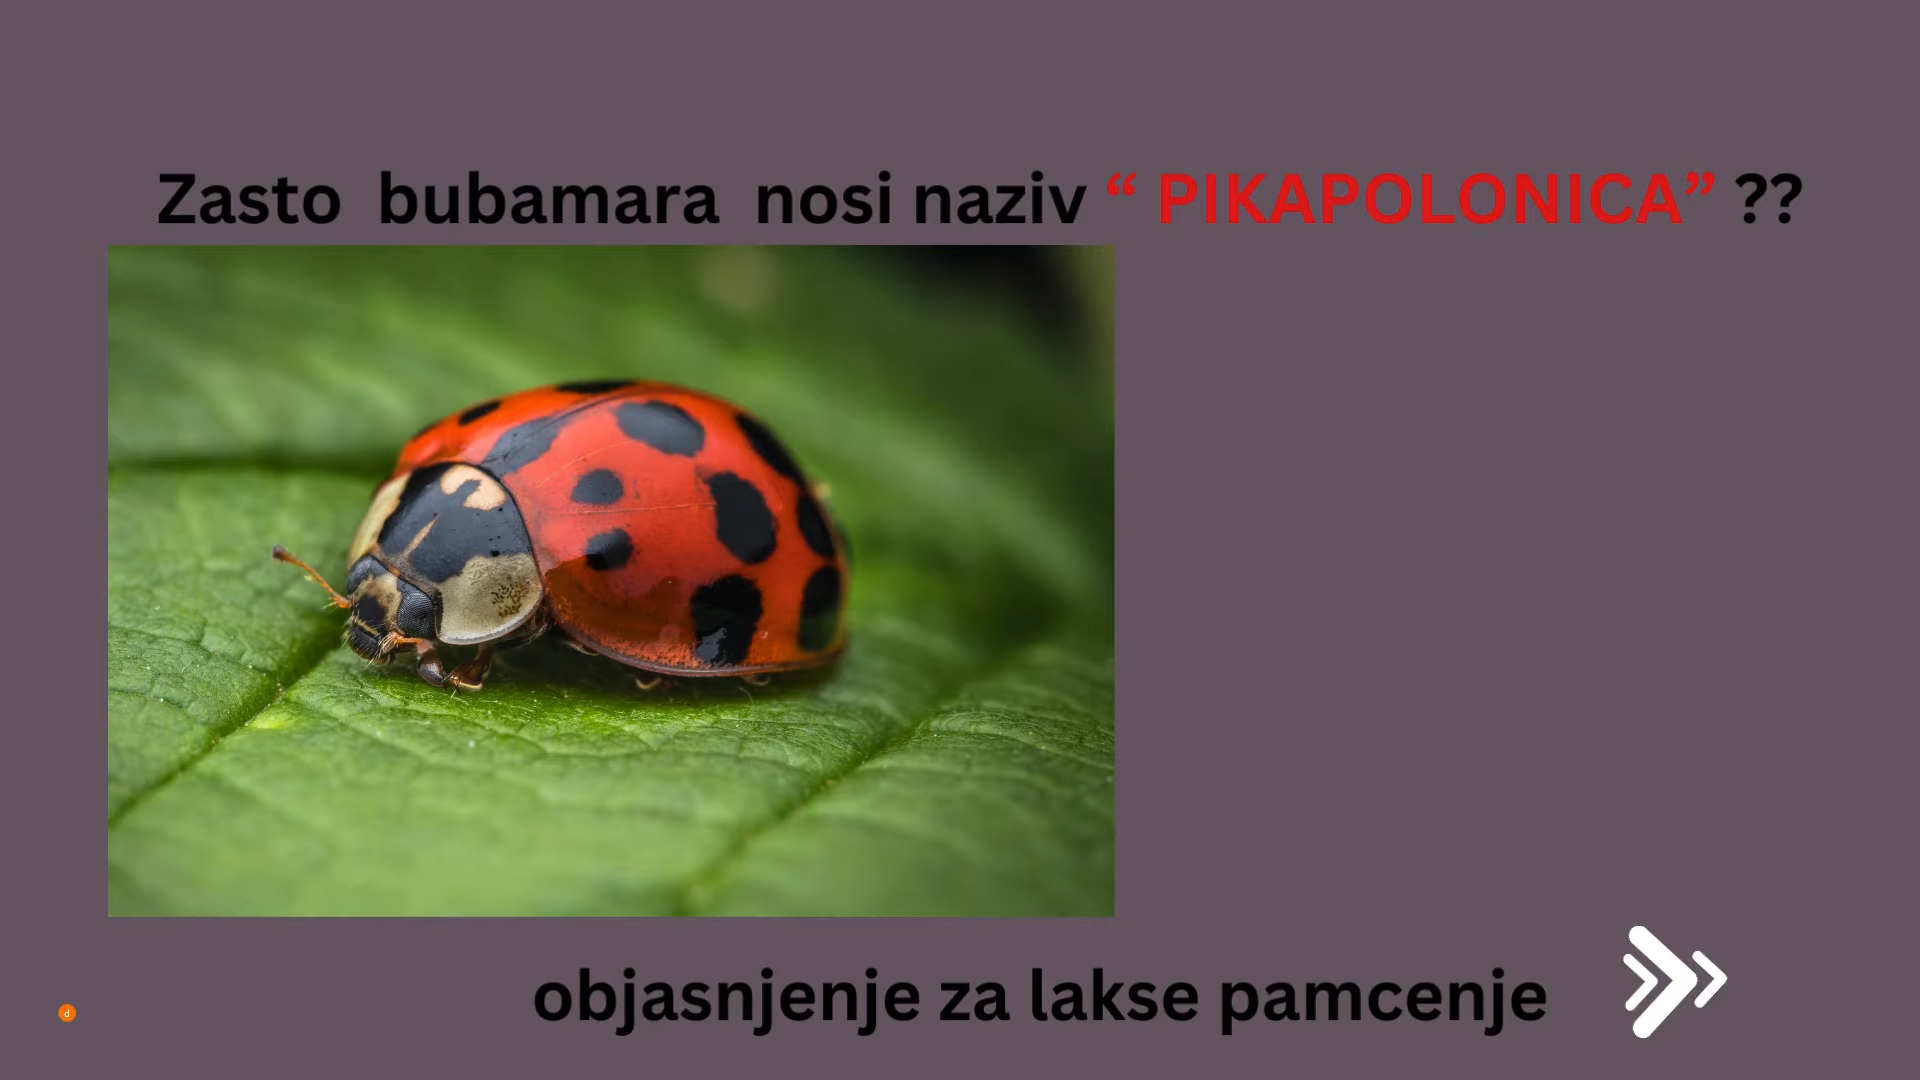 Zasto bubamara nosi naziv “ PIKAPOLONICA” ??
objasnjenje za lakse pamcenje
d